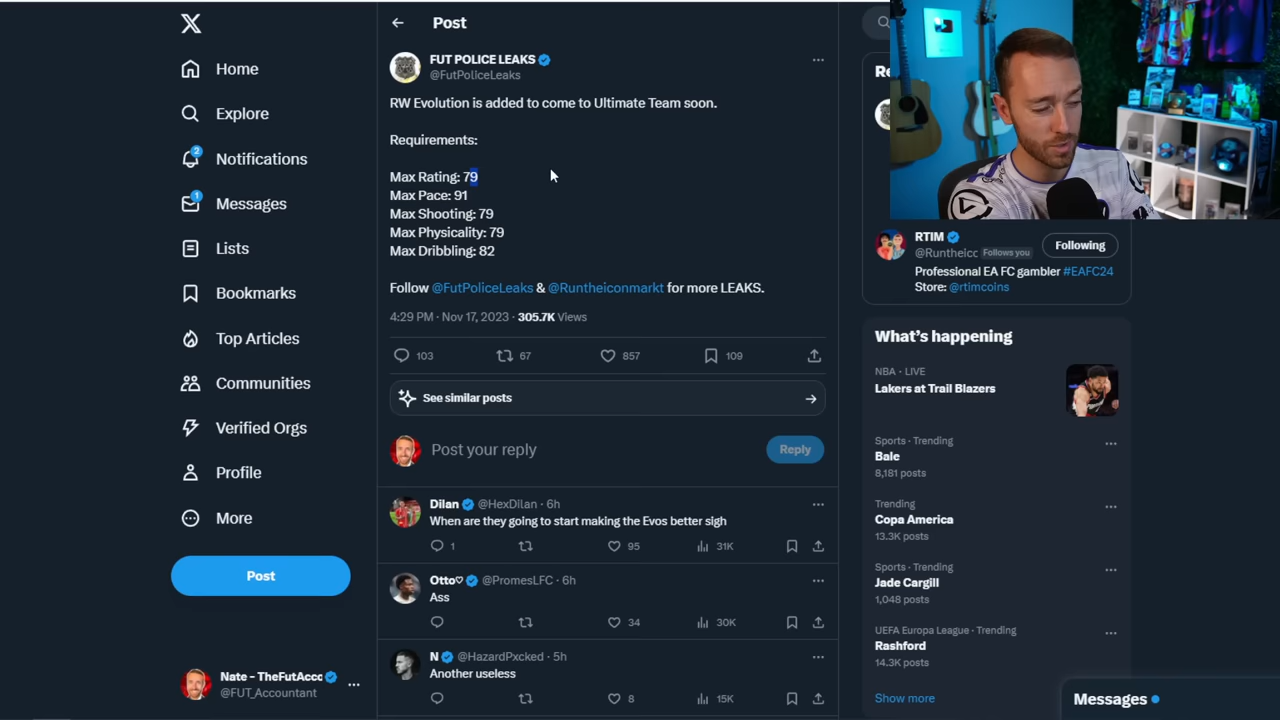 Post
FUT POLICE LEAKS
@FutPoliceLeaks
RW Evolution is added to come to Ultimate Team soon.
Requirements:
Max Rating: 79
Max Pace: 91
Max Shooting: 79
Max Physicality: 79
Max Dribbling: 82
Follow @FutPoliceLeaks & @Runtheiconmarkt for more LEAKS.
4:29 PM · Nov 17, 2023 · 305.7K Views
103 67 857 109
See similar posts
Post your reply
Reply
Dilan @HexDilan · 6h
When are they going to start making the Evos better sigh
1 95 31K
Otto♡ @PromesLFC · 6h
Ass
34 30K
N @HazardPxcked · 5h
Another useless
8 15K
X
Home
Explore
2
Notifications
1
Messages
Lists
Bookmarks
Top Articles
Communities
Verified Orgs
Profile
More
Post
Nate - TheFutAcc
@FUT_Accountant
Re
RTIM
@Runtheicc Follows you
Following
Professional EA FC gambler #EAFC24
Store: @rtimcoins
What's happening
NBA · LIVE
Lakers at Trail Blazers
Sports · Trending
Bale
8,181 posts
Trending
Copa America
13.3K posts
Sports · Trending
Jade Cargill
1,048 posts
UEFA Europa League · Trending
Rashford
14.3K posts
Show more
Messages